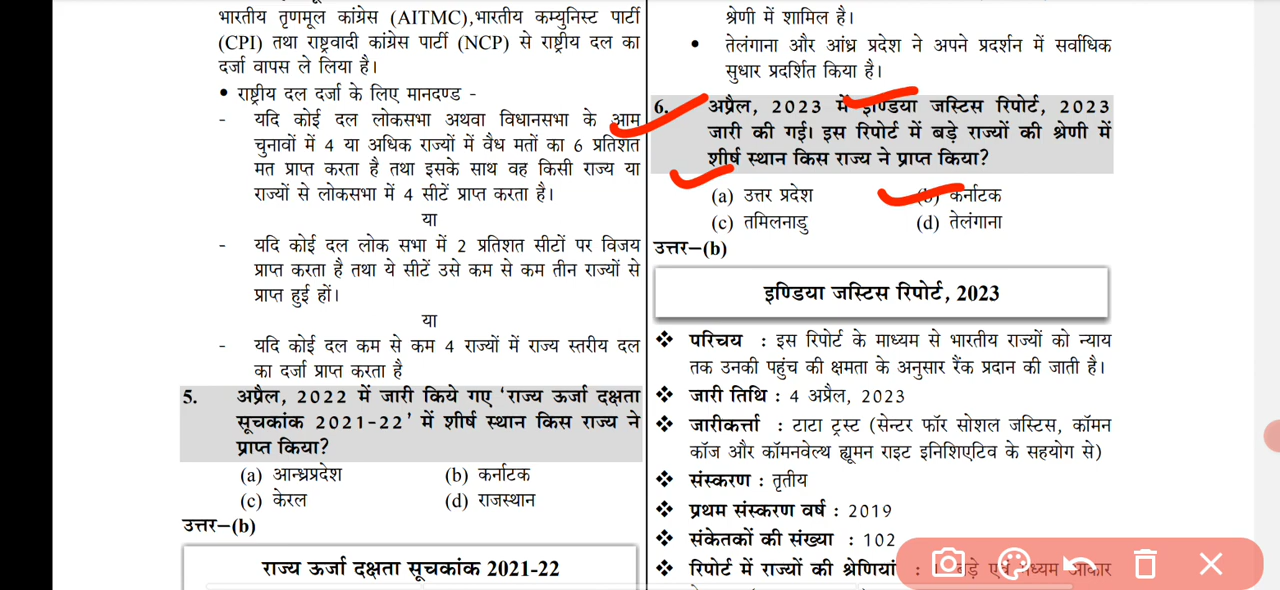 भारतीय तृणमूल कांग्रेस (AITMC),भारतीय कम्युनिस्ट पार्टी
(CPI) तथा राष्ट्रवादी कांग्रेस पार्टी (NCP) से राष्ट्रीय दल का
दर्जा वापस ले लिया है।
• राष्ट्रीय दल दर्जा के लिए मानदण्ड -
- यदि कोई दल लोकसभा अथवा विधानसभा के आम
चुनावों में 4 या अधिक राज्यों में वैध मतों का 6 प्रतिशत
मत प्राप्त करता है तथा इसके साथ वह किसी राज्य या
राज्यों से लोकसभा में 4 सीटें प्राप्त करता है।
या
- यदि कोई दल लोक सभा में 2 प्रतिशत सीटों पर विजय
प्राप्त करता है तथा ये सीटें उसे कम से कम तीन राज्यों से
प्राप्त हुई हों।
या
- यदि कोई दल कम से कम 4 राज्यों में राज्य स्तरीय दल
का दर्जा प्राप्त करता है
5. अप्रैल, 2022 में जारी किये गए ‘राज्य ऊर्जा दक्षता
सूचकांक 2021-22’ में शीर्ष स्थान किस राज्य ने
प्राप्त किया?
(a) आन्ध्रप्रदेश (b) कर्नाटक
(c) केरल (d) राजस्थान
उत्तर–(b)
राज्य ऊर्जा दक्षता सूचकांक 2021-22
श्रेणी में शामिल है।
• तेलंगाना और आंध्र प्रदेश ने अपने प्रदर्शन में सर्वाधिक
सुधार प्रदर्शित किया है।
6. अप्रैल, 2023 में इण्डिया जस्टिस रिपोर्ट, 2023
जारी की गई। इस रिपोर्ट में बड़े राज्यों की श्रेणी में
शीर्ष स्थान किस राज्य ने प्राप्त किया?
(a) उत्तर प्रदेश (b) कर्नाटक
(c) तमिलनाडु (d) तेलंगाना
उत्तर–(b)
इण्डिया जस्टिस रिपोर्ट, 2023
❖ परिचय : इस रिपोर्ट के माध्यम से भारतीय राज्यों को न्याय
तक उनकी पहुंच की क्षमता के अनुसार रैंक प्रदान की जाती है।
❖ जारी तिथि : 4 अप्रैल, 2023
❖ जारीकर्त्ता : टाटा ट्रस्ट (सेन्टर फॉर सोशल जस्टिस, कॉमन
कॉज और कॉमनवेल्थ ह्यूमन राइट इनिशिएटिव के सहयोग से)
❖ संस्करण : तृतीय
❖ प्रथम संस्करण वर्ष : 2019
❖ संकेतकों की संख्या : 102
❖ रिपोर्ट में राज्यों की श्रेणियां : बड़े एवं मध्यम आकार